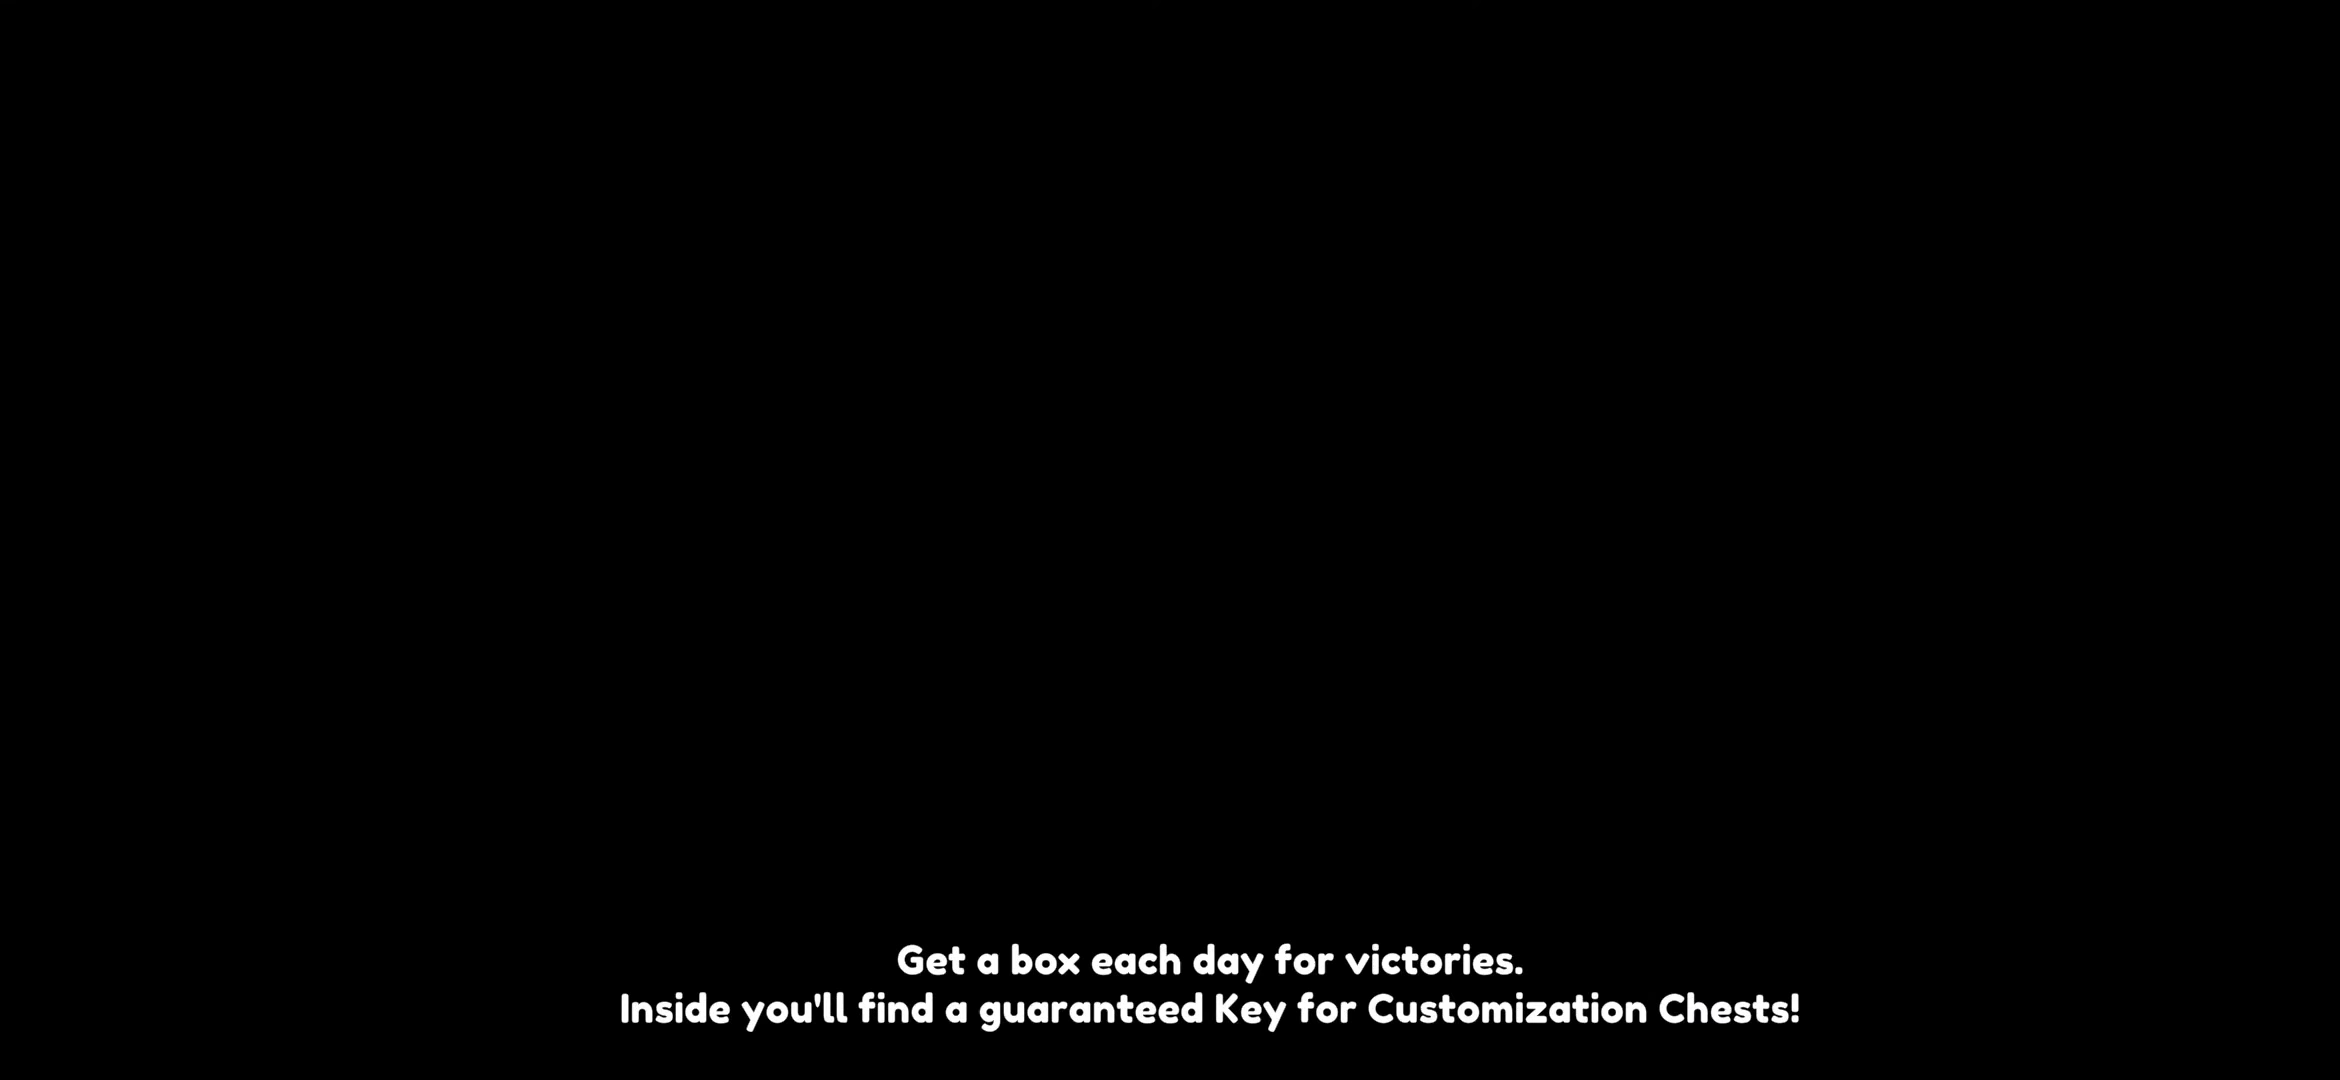 Get a box each day for victories.
Inside you'll find a guaranteed Key for Customization Chests!